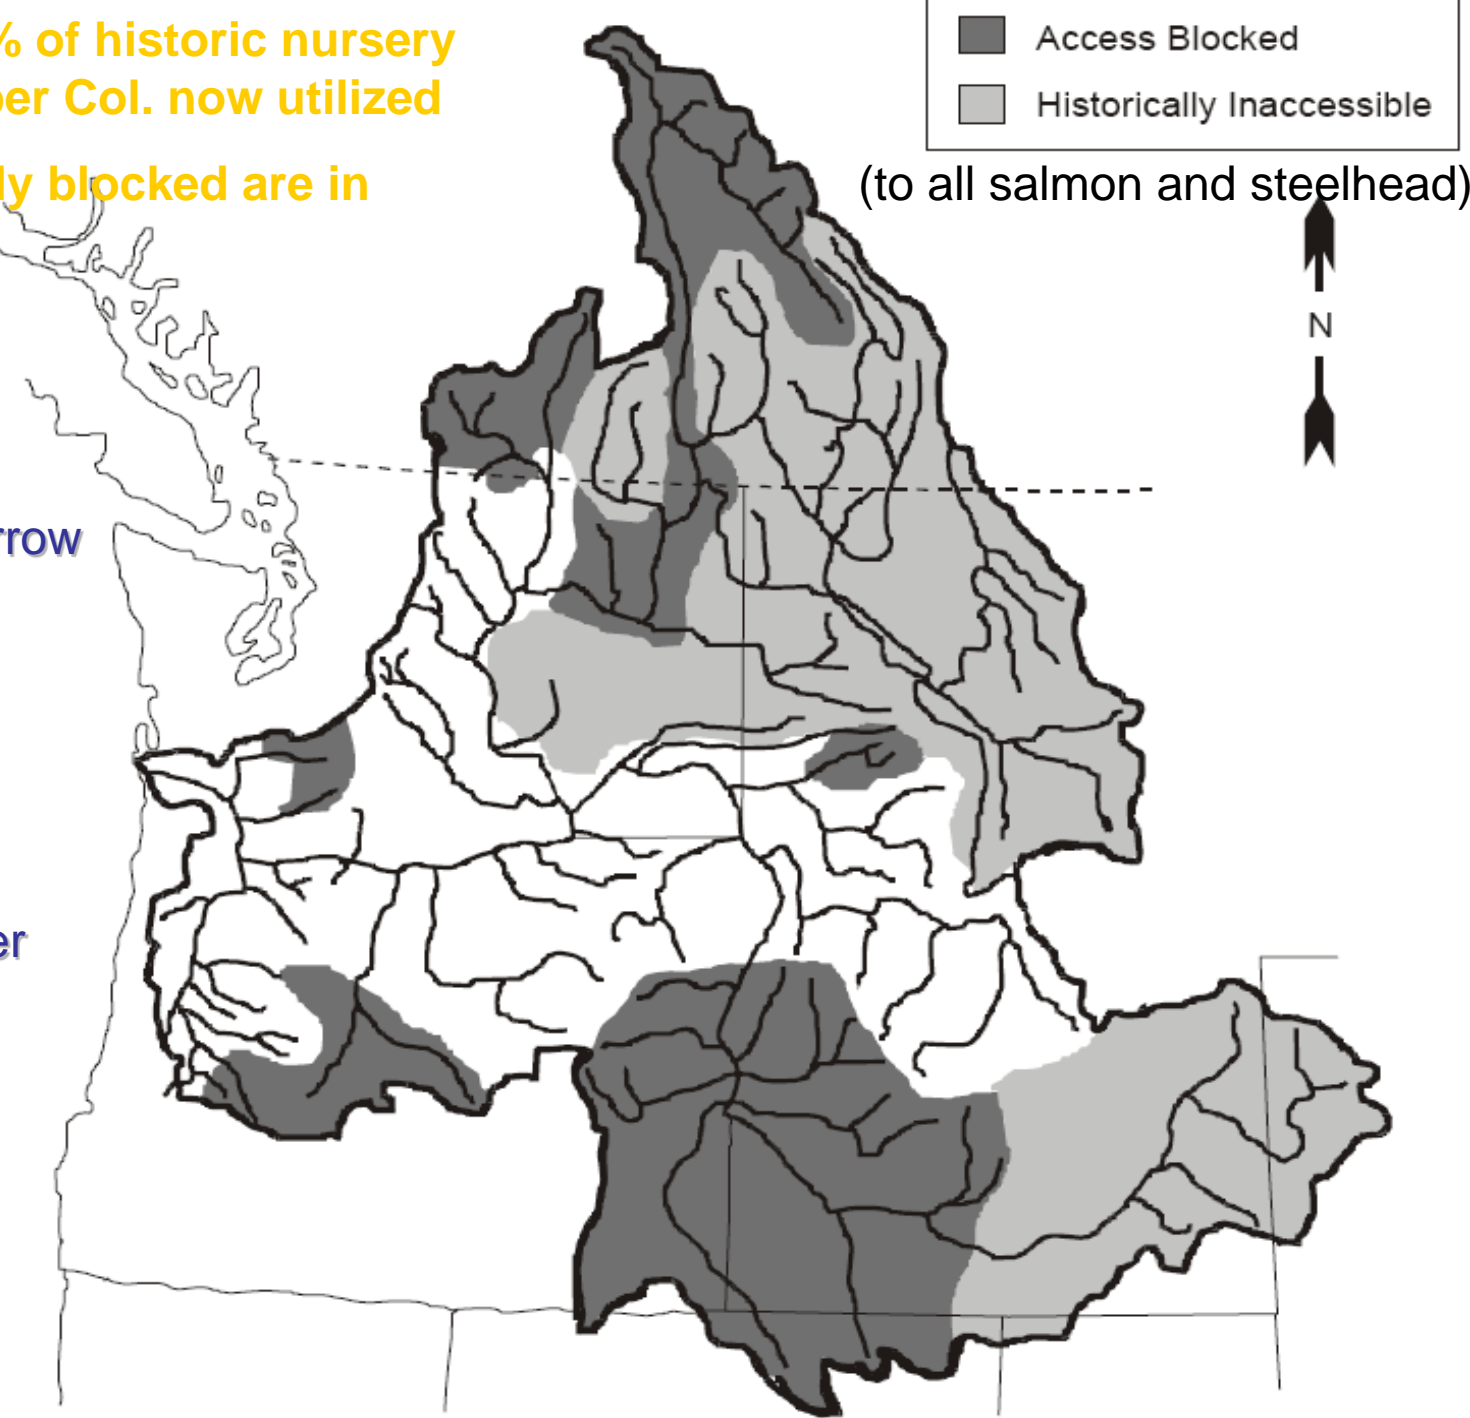 % of historic nursery
per Col. now utilized
ly blocked are in
Access Blocked
Historically Inaccessible
(to all salmon and steelhead)
N
rrow
er